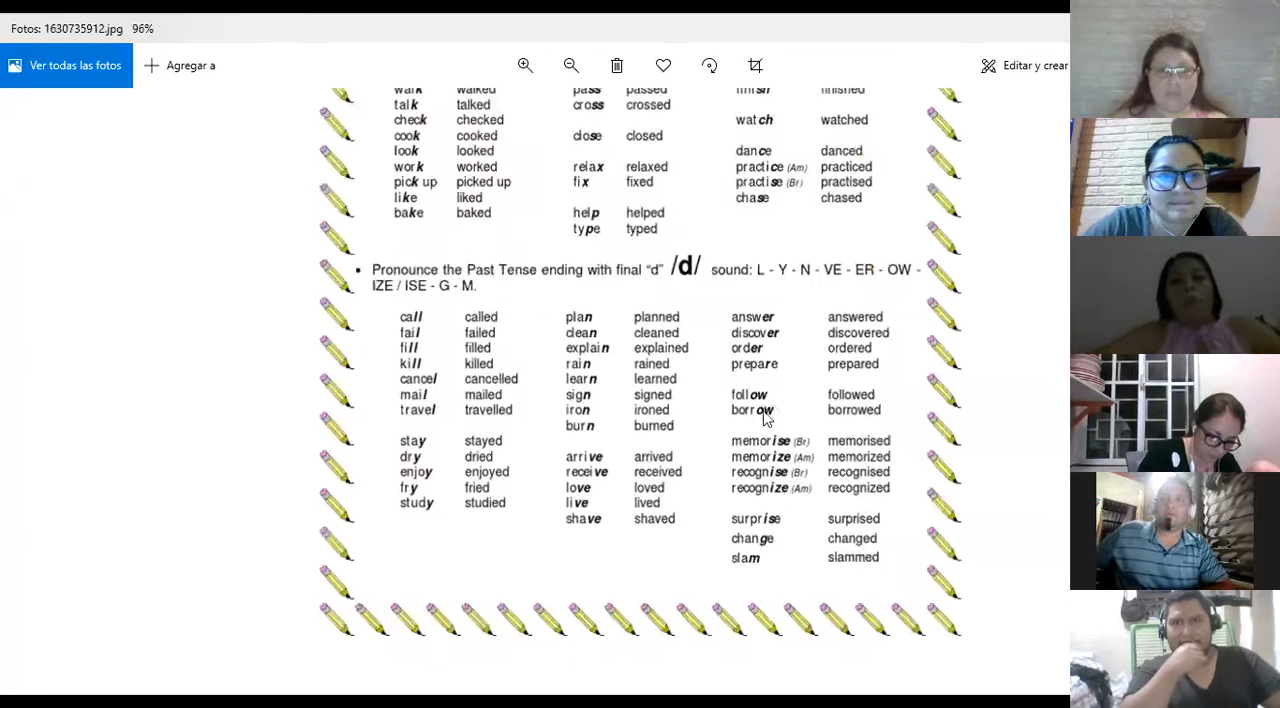 Fotos: 1630735912.jpg 96%
Ver todas las fotos Agregar a Editar y crear
walk walked pass passed finish finished
talk talked cross crossed
check checked watch watched
cook cooked close closed
look looked dance danced
work worked relax relaxed practice (Am) practiced
pick up picked up fix fixed practise (Br) practised
like liked chase chased
bake baked help helped
type typed
• Pronounce the Past Tense ending with final “d” /d/ sound: L - Y - N - VE - ER - OW -
IZE / ISE - G - M.
call called plan planned answer answered
fail failed clean cleaned discover discovered
fill filled explain explained order ordered
kill killed rain rained prepare prepared
cancel cancelled learn learned
mail mailed sign signed follow followed
travel travelled iron ironed borrow borrowed
burn burned
stay stayed memorise (Br) memorised
dry dried arrive arrived memorize (Am) memorized
enjoy enjoyed receive received recognise (Br) recognised
fry fried love loved recognize (Am) recognized
study studied live lived
shave shaved surprise surprised
change changed
slam slammed